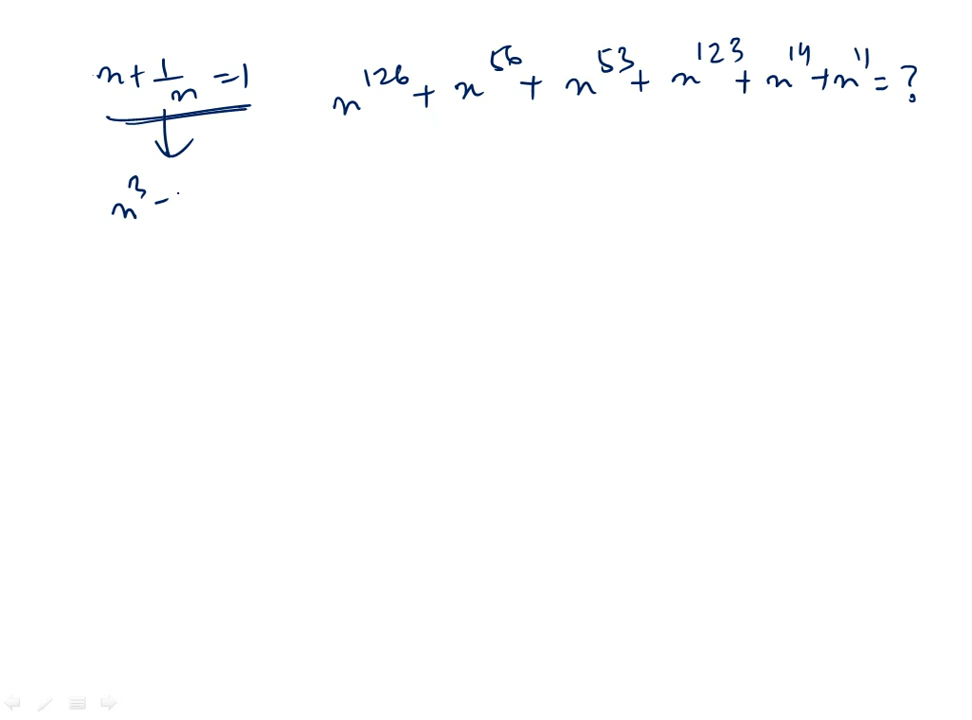 n + 1/n = 1
n^126 + n^56 + n^53 + n^123 + n^14 + n^11 = ?
n^3 -